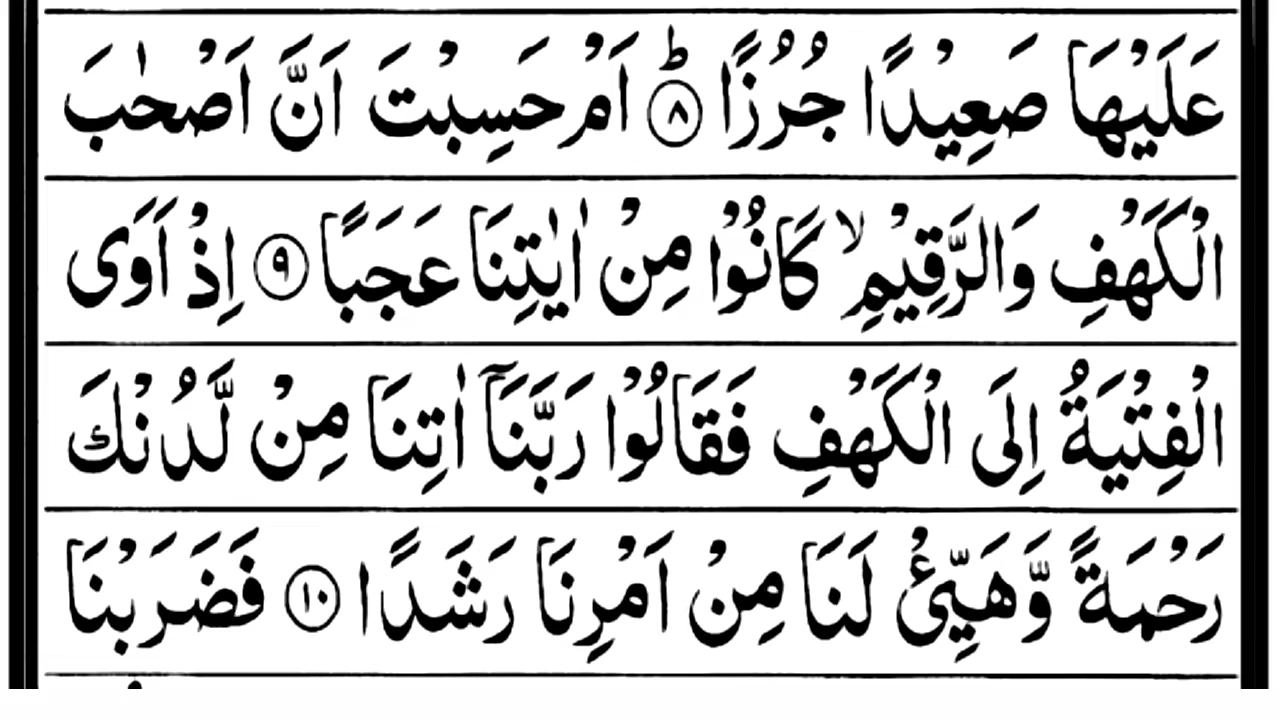 عَلَيْهَا صَعِيْدًا جُرُزًا ؕ﴿۸﴾ اَمْ حَسِبْتَ اَنَّ اَصْحٰبَ
الْكَهْفِ وَالرَّقِيْمِ ۙ كَانُوْا مِنْ اٰيٰتِنَا عَجَبًا ﴿۹﴾ اِذْ اَوَى
الْفِتْيَةُ اِلَى الْكَهْفِ فَقَالُوْا رَبَّنَاۤ اٰتِنَا مِنْ لَّدُنْكَ
رَحْمَةً وَّهَيِّئْ لَنَا مِنْ اَمْرِنَا رَشَدًا ﴿۱۰﴾ فَضَرَبْنَا